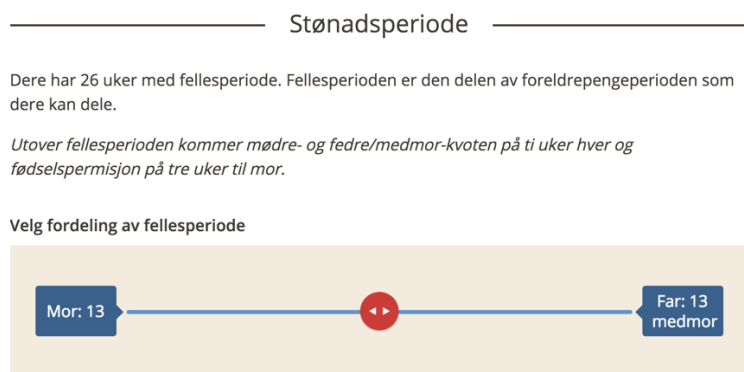 Stønadsperiode
Dere har 26 uker med fellesperiode. Fellesperioden er den delen av foreldrepengeperioden som
dere kan dele.
Utover fellesperioden kommer mødre- og fedre/medmor-kvoten på ti uker hver og
fødselspermisjon på tre uker til mor.
Velg fordeling av fellesperiode
Mor: 13
Far: 13
medmor